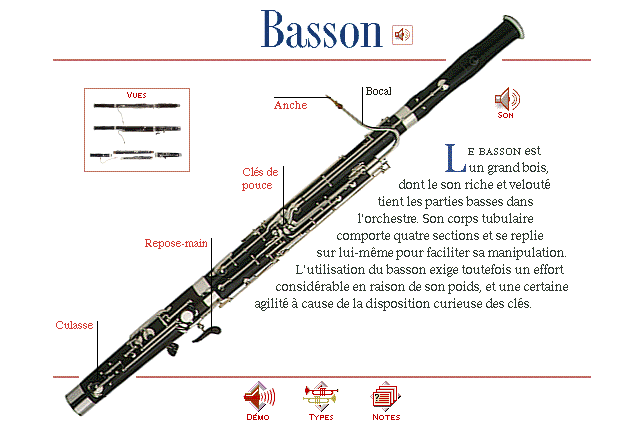 Basson
Vues
Anche
Bocal
Son
Clés de
pouce
Le basson est
un grand bois,
dont le son riche et velouté
tient les parties basses dans
l'orchestre. Son corps tubulaire
comporte quatre sections et se replie
sur lui-même pour faciliter sa manipulation.
L'utilisation du basson exige toutefois un effort
considérable en raison de son poids, et une certaine
agilité à cause de la disposition curieuse des clés.
Repose-main
Culasse
Démo
Types
Notes